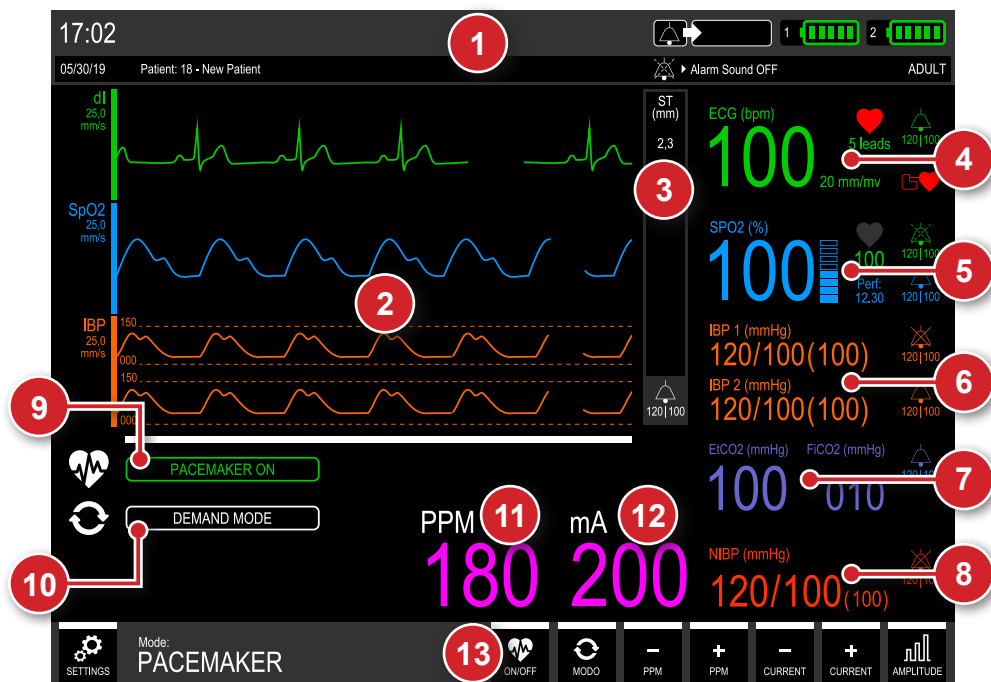 17:02
1
1
2
05/30/19
Patient: 18 - New Patient
Alarm Sound OFF
ADULT
dI
25,0
mm/s
ST
(mm)
2,3
3
ECG (bpm)
100
5 leads
20 mm/mv
120|100
4
SpO2
25,0
mm/s
SPO2 (%)
100
100
Perf:
12.30
120|100
120|100
5
2
IBP
25,0
mm/s
150
000
150
000
120|100
IBP 1 (mmHg)
120/100(100)
120|100
IBP 2 (mmHg)
120/100(100)
120|100
6
9
PACEMAKER ON
10
DEMAND MODE
PPM
11
180
mA
12
200
EtCO2 (mmHg)
FiCO2 (mmHg)
100
010
7
NIBP (mmHg)
120/100(100)
8
SETTINGS
Mode:
PACEMAKER
13
ON/OFF
MODO
–
PPM
+
PPM
–
CURRENT
+
CURRENT
AMPLITUDE